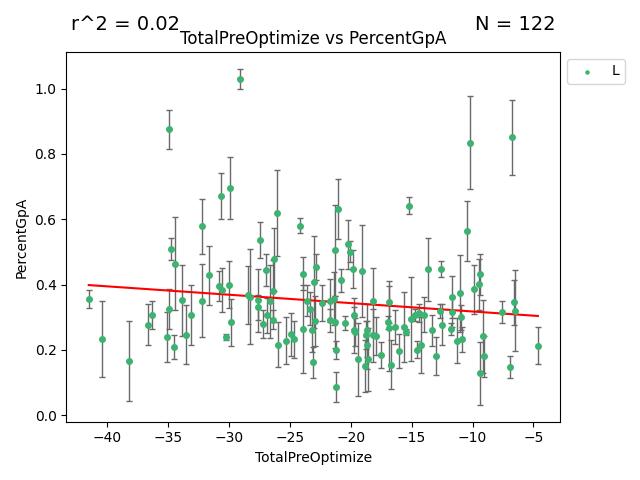 r^2 = 0.02
N = 122
TotalPreOptimize vs PercentGpA
L
1.0
0.8
0.6
0.4
0.2
0.0
PercentGpA
−40
−35
−30
−25
−20
−15
−10
−5
TotalPreOptimize